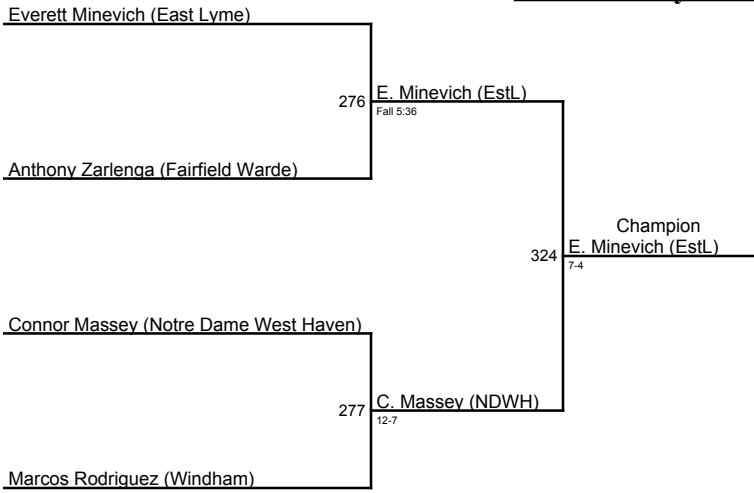 Everett Minevich (East Lyme)
276
E. Minevich (EstL)
Fall 5:36
Anthony Zarlenga (Fairfield Warde)
Champion
324
E. Minevich (EstL)
7-4
Connor Massey (Notre Dame West Haven)
277
C. Massey (NDWH)
12-7
Marcos Rodriguez (Windham)